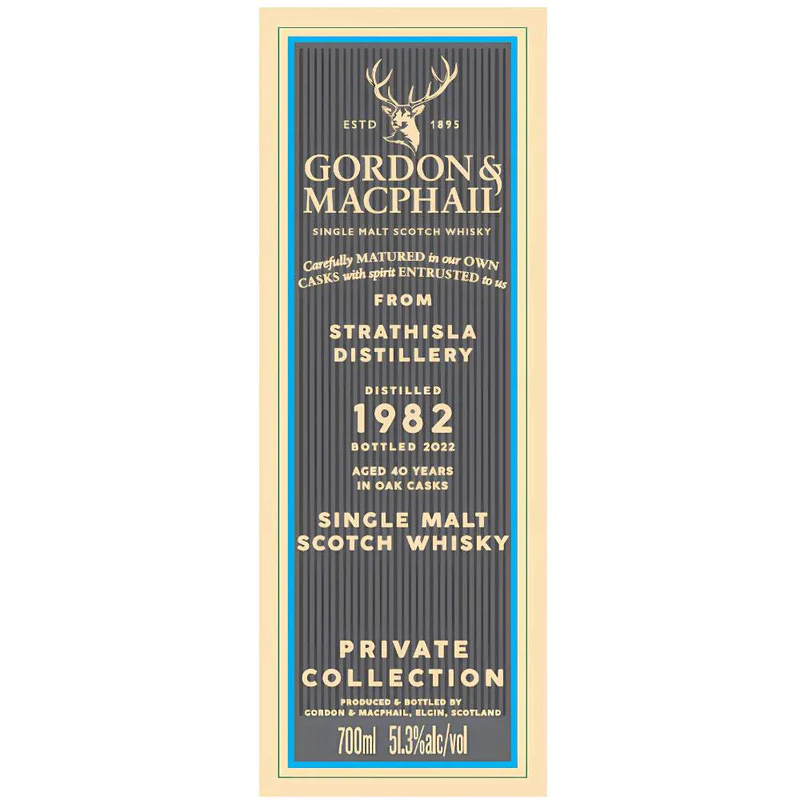 ESTD 1895
GORDON &
MACPHAIL
SINGLE MALT SCOTCH WHISKY
Carefully MATURED in our OWN
CASKS with spirit ENTRUSTED to us
FROM
STRATHISLA
DISTILLERY
DISTILLED
1982
BOTTLED 2022
AGED 40 YEARS
IN OAK CASKS
SINGLE MALT
SCOTCH WHISKY
PRIVATE
COLLECTION
PRODUCED & BOTTLED BY
GORDON & MACPHAIL, ELGIN, SCOTLAND
700ml 51.3%alc/vol